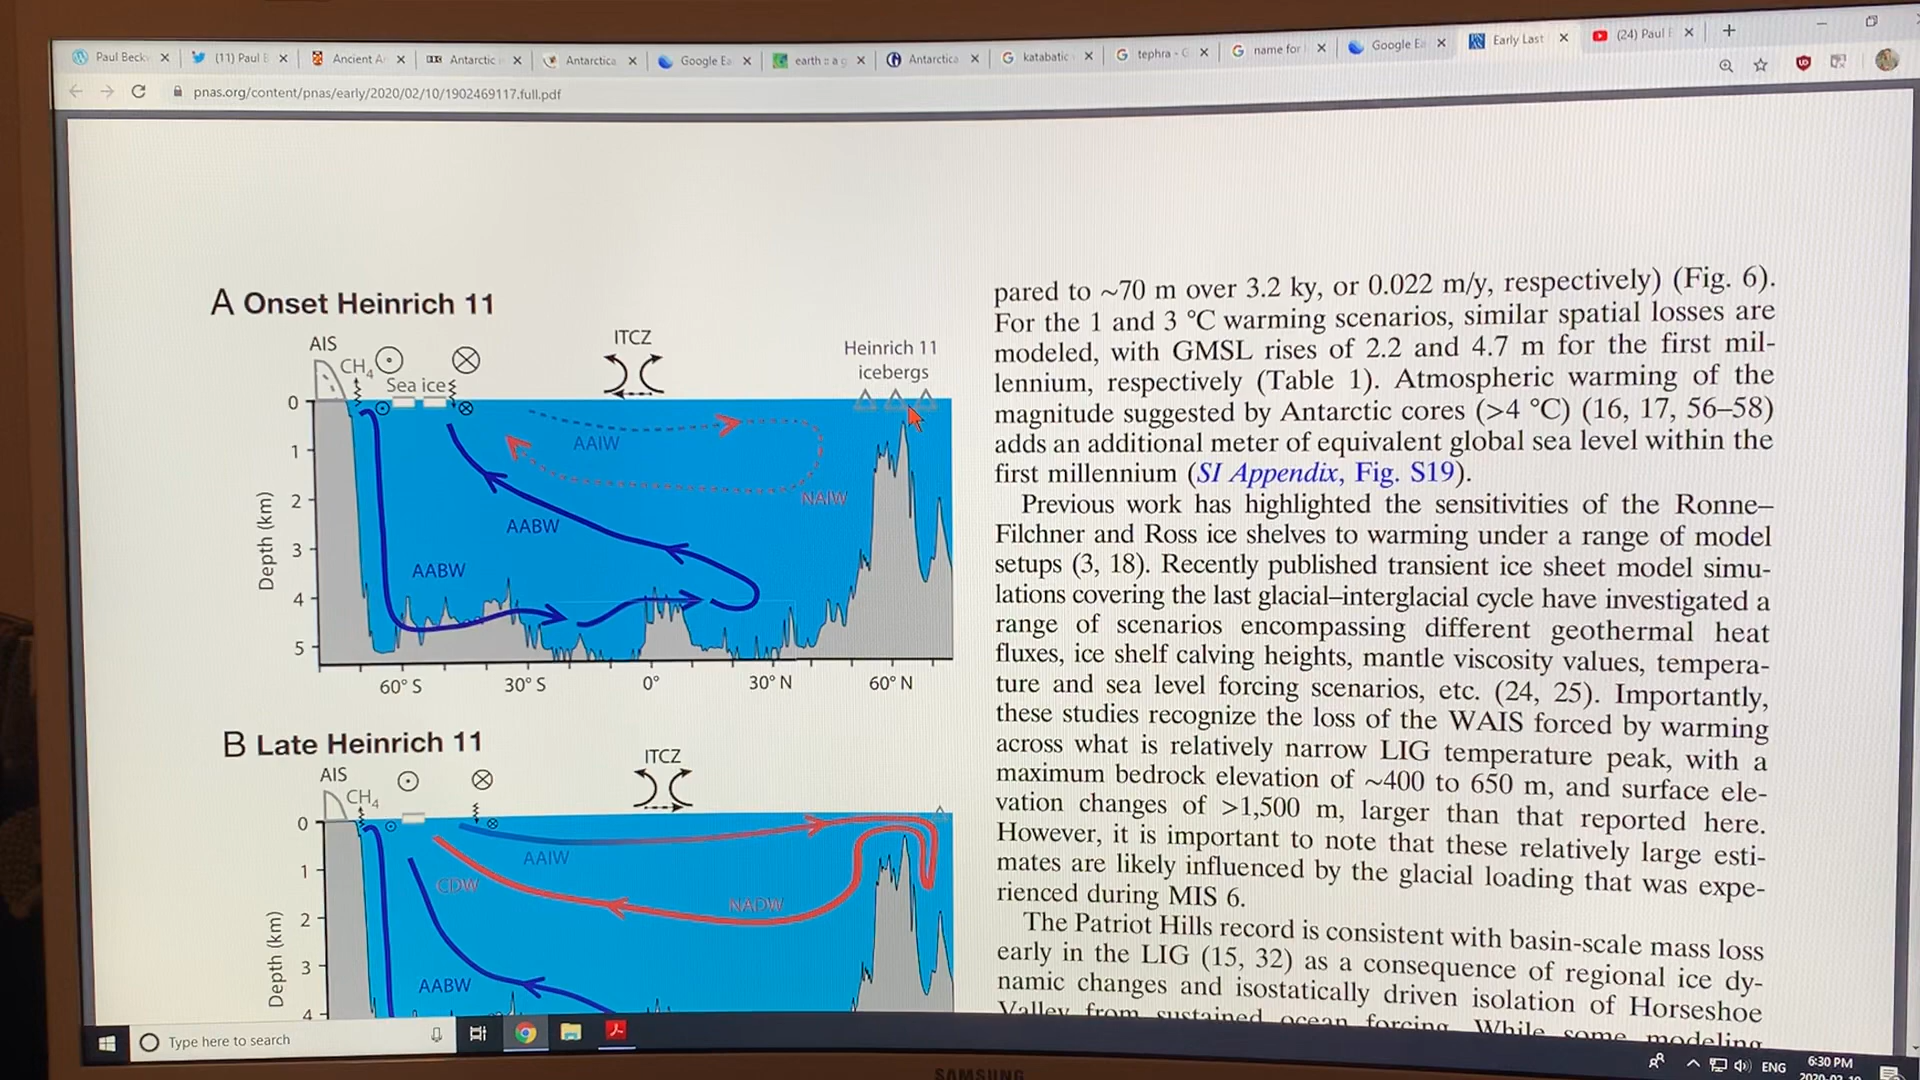 Paul Beck
(11) Paul B
Ancient A
Antarctic
Antarctica
Google Ea
earth :: a g
Antarctica
katabatic
tephra - G
name for
Google Ea
Early Last
(24) Paul B
pnas.org/content/pnas/early/2020/02/10/1902469117.full.pdf
A Onset Heinrich 11
AIS
CH4
Sea ice
ITCZ
Heinrich 11
icebergs
0
1
2
3
4
5
Depth (km)
AAIW
NAIW
AABW
AABW
60° S
30° S
0°
30° N
60° N
B Late Heinrich 11
AIS
CH4
ITCZ
0
1
2
3
4
Depth (km)
AAIW
CDW
NADW
AABW
pared to ~70 m over 3.2 ky, or 0.022 m/y, respectively) (Fig. 6).
For the 1 and 3 °C warming scenarios, similar spatial losses are
modeled, with GMSL rises of 2.2 and 4.7 m for the first mil-
lennium, respectively (Table 1). Atmospheric warming of the
magnitude suggested by Antarctic cores (>4 °C) (16, 17, 56–58)
adds an additional meter of equivalent global sea level within the
first millennium (SI Appendix, Fig. S19).
Previous work has highlighted the sensitivities of the Ronne–
Filchner and Ross ice shelves to warming under a range of model
setups (3, 18). Recently published transient ice sheet model simu-
lations covering the last glacial–interglacial cycle have investigated a
range of scenarios encompassing different geothermal heat
fluxes, ice shelf calving heights, mantle viscosity values, tempera-
ture and sea level forcing scenarios, etc. (24, 25). Importantly,
these studies recognize the loss of the WAIS forced by warming
across what is relatively narrow LIG temperature peak, with a
maximum bedrock elevation of ~400 to 650 m, and surface ele-
vation changes of >1,500 m, larger than that reported here.
However, it is important to note that these relatively large esti-
mates are likely influenced by the glacial loading that was expe-
rienced during MIS 6.
The Patriot Hills record is consistent with basin-scale mass loss
early in the LIG (15, 32) as a consequence of regional ice dy-
namic changes and isostatically driven isolation of Horseshoe
Valley from sustained ocean forcing. While some modeling
Type here to search
ENG
6:30 PM
2020-02-10
SAMSUNG